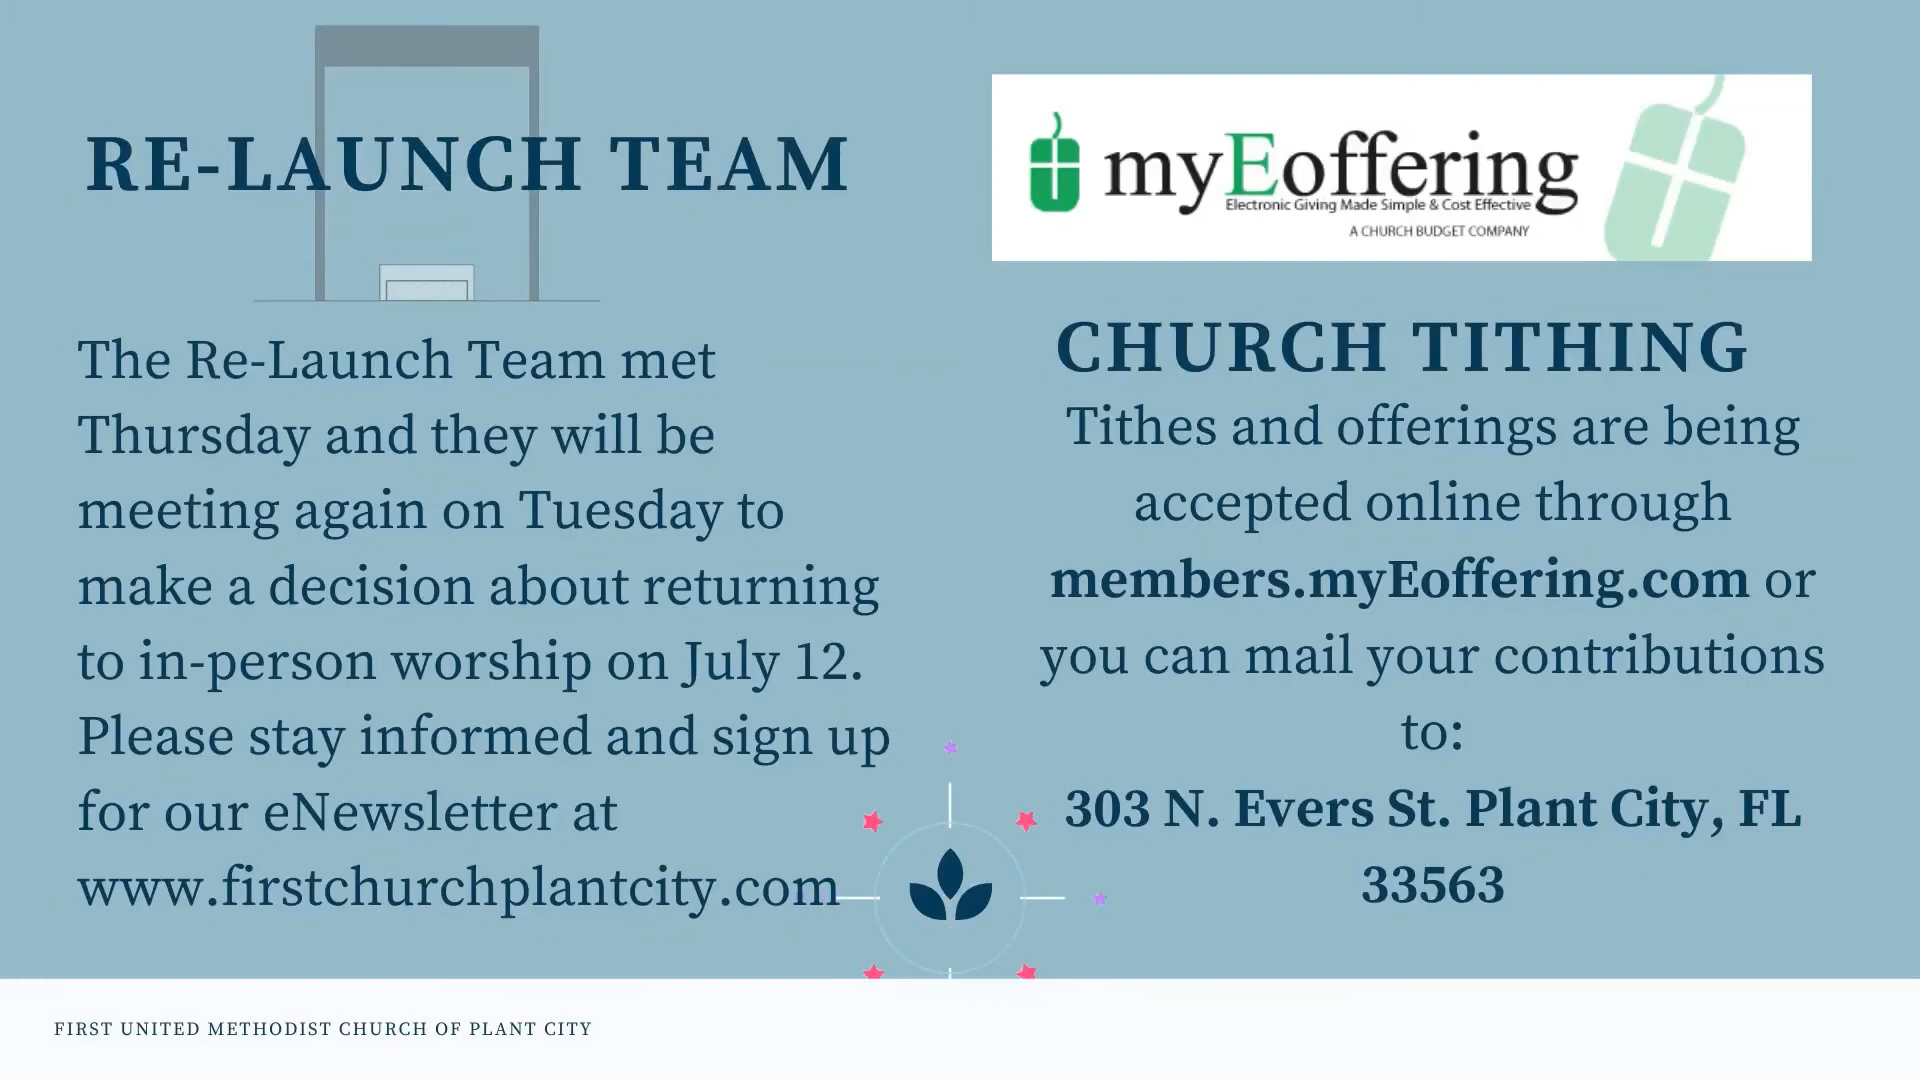 RE-LAUNCH TEAM
The Re-Launch Team met
Thursday and they will be
meeting again on Tuesday to
make a decision about returning
to in-person worship on July 12.
Please stay informed and sign up
for our eNewsletter at
www.firstchurchplantcity.com
myEoffering
Electronic Giving Made Simple & Cost Effective
A CHURCH BUDGET COMPANY
CHURCH TITHING
Tithes and offerings are being
accepted online through
members.myEoffering.com or
you can mail your contributions
to:
303 N. Evers St. Plant City, FL
33563
FIRST UNITED METHODIST CHURCH OF PLANT CITY